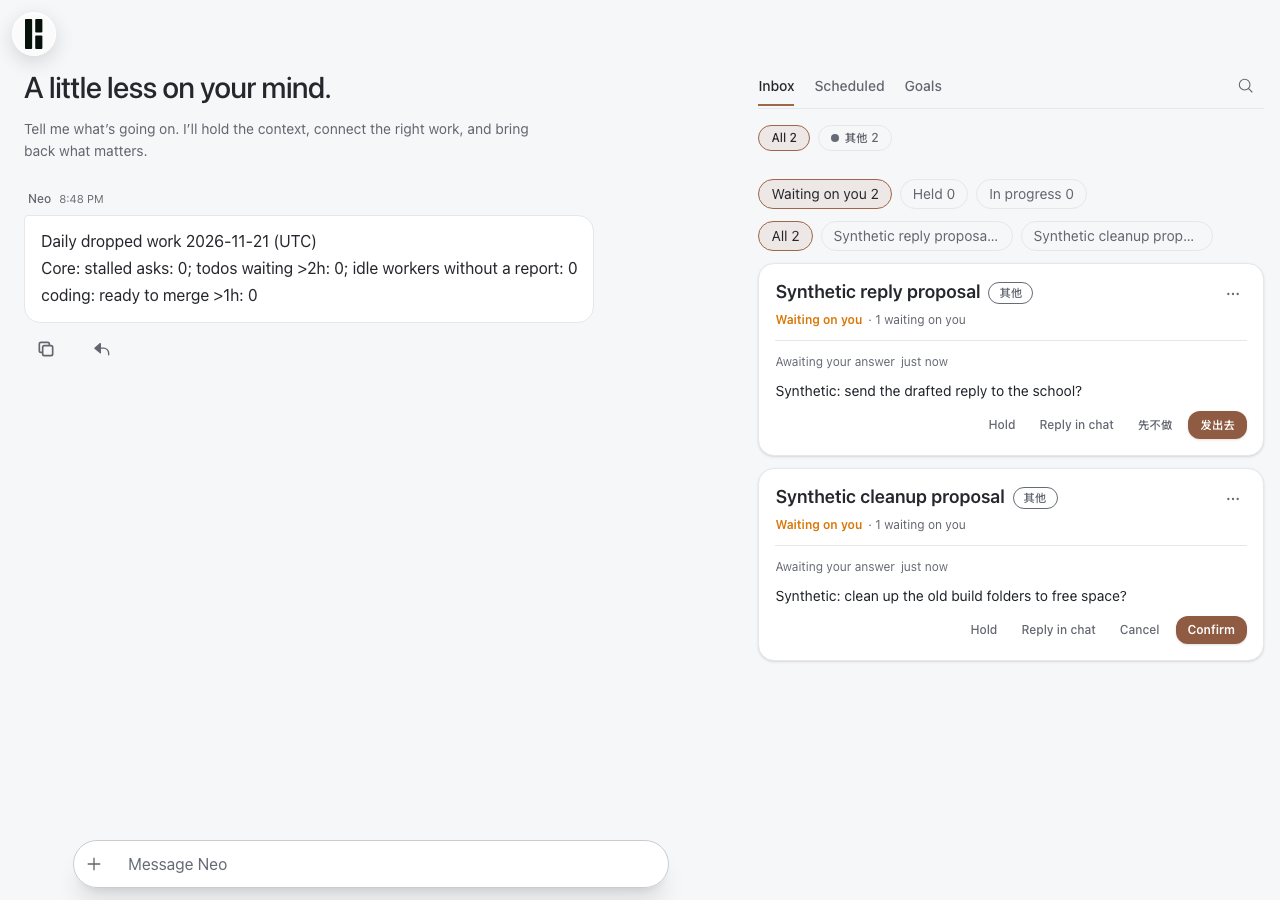 A little less on your mind.
Tell me what's going on. I'll hold the context, connect the right work, and bring
back what matters.
Neo 8:48 PM
Daily dropped work 2026-11-21 (UTC)
Core: stalled asks: 0; todos waiting >2h: 0; idle workers without a report: 0
coding: ready to merge >1h: 0
Message Neo
Inbox Scheduled Goals
All 2 其他 2
Waiting on you 2 Held 0 In progress 0
All 2 Synthetic reply proposa... Synthetic cleanup prop...
Synthetic reply proposal 其他
Waiting on you · 1 waiting on you
Awaiting your answer just now
Synthetic: send the drafted reply to the school?
Hold Reply in chat 先不做 发出去
Synthetic cleanup proposal 其他
Waiting on you · 1 waiting on you
Awaiting your answer just now
Synthetic: clean up the old build folders to free space?
Hold Reply in chat Cancel Confirm